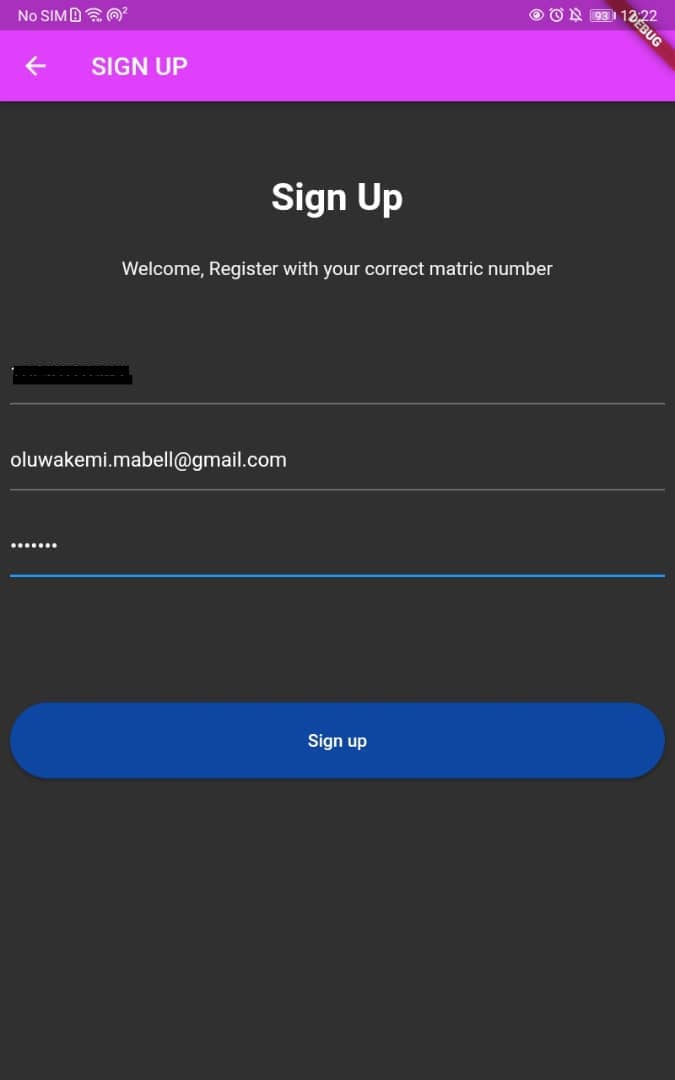 No SIM 2 93 12:22
DEBUG
SIGN UP
Sign Up
Welcome, Register with your correct matric number
oluwakemi.mabell@gmail.com
•••••••
Sign up